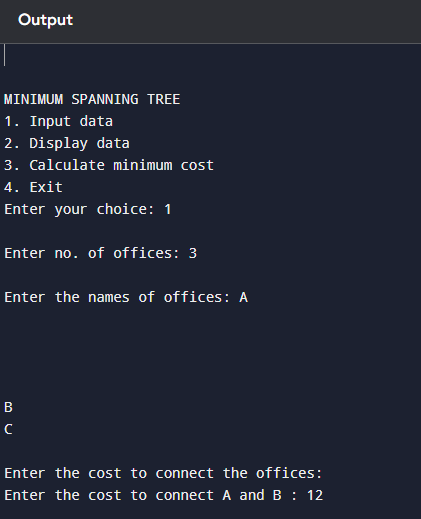 Output
MINIMUM SPANNING TREE
1. Input data
2. Display data
3. Calculate minimum cost
4. Exit
Enter your choice: 1
Enter no. of offices: 3
Enter the names of offices: A
B
C
Enter the cost to connect the offices:
Enter the cost to connect A and B : 12